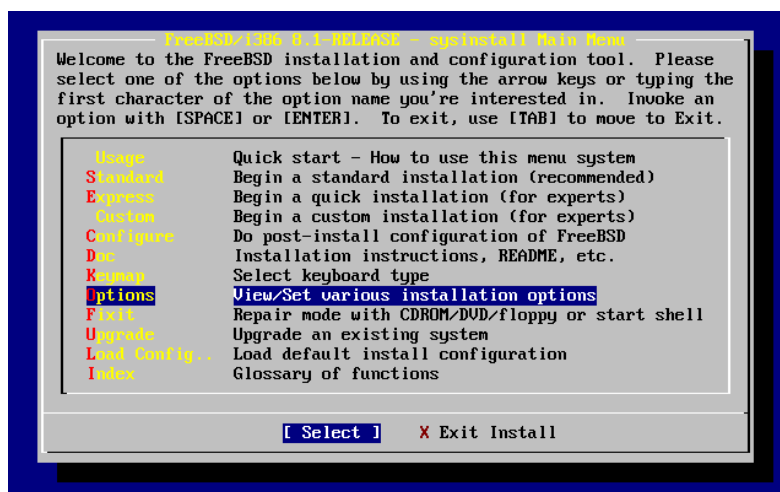 FreeBSD/i386 8.1-RELEASE - sysinstall Main Menu
Welcome to the FreeBSD installation and configuration tool.  Please
select one of the options below by using the arrow keys or typing the
first character of the option name you're interested in.  Invoke an
option with [SPACE] or [ENTER].  To exit, use [TAB] to move to Exit.
Usage Quick start - How to use this menu system
Standard Begin a standard installation (recommended)
Express Begin a quick installation (for experts)
Custom Begin a custom installation (for experts)
Configure Do post-install configuration of FreeBSD
Doc Installation instructions, README, etc.
Keymap Select keyboard type
Options View/Set various installation options
Fixit Repair mode with CDROM/DVD/floppy or start shell
Upgrade Upgrade an existing system
Load Config.. Load default install configuration
Index Glossary of functions
[ Select ] X Exit Install